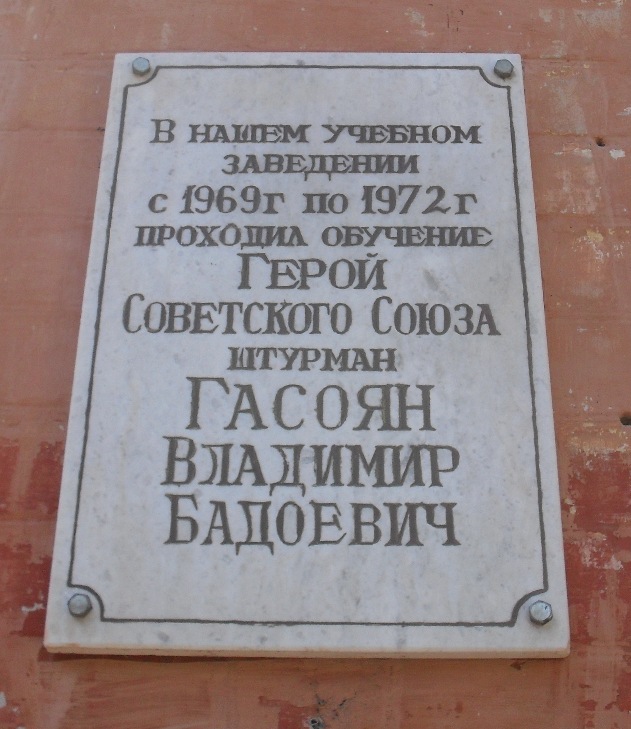 В НАШЕМ УЧЕБНОМ
ЗАВЕДЕНИИ
с 1969г по 1972г
ПРОХОДИЛ ОБУЧЕНИЕ
ГЕРОЙ
СОВЕТСКОГО СОЮЗА
ШТУРМАН
ГАСОЯН
ВЛАДИМИР
БАДОЕВИЧ